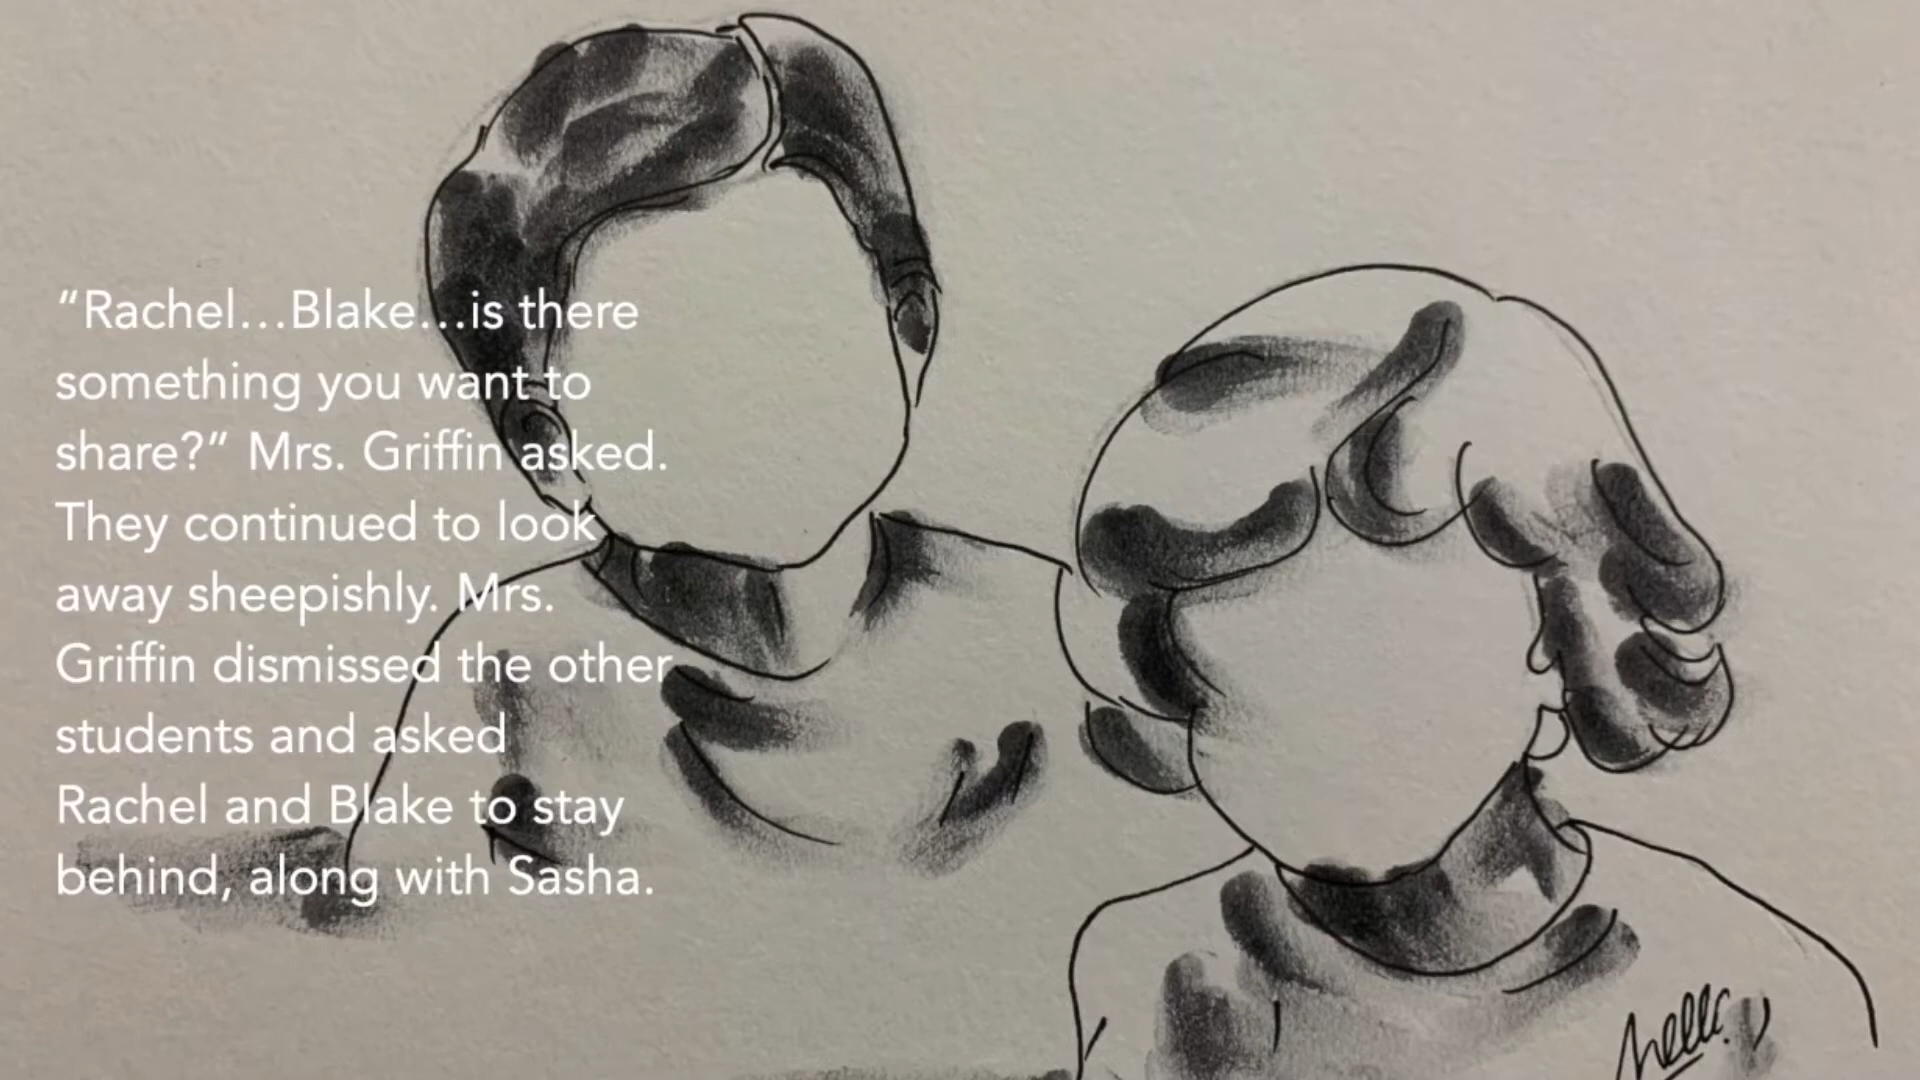 “Rachel…Blake…is there
something you want to
share?” Mrs. Griffin asked.
They continued to look
away sheepishly. Mrs.
Griffin dismissed the other
students and asked
Rachel and Blake to stay
behind, along with Sasha.